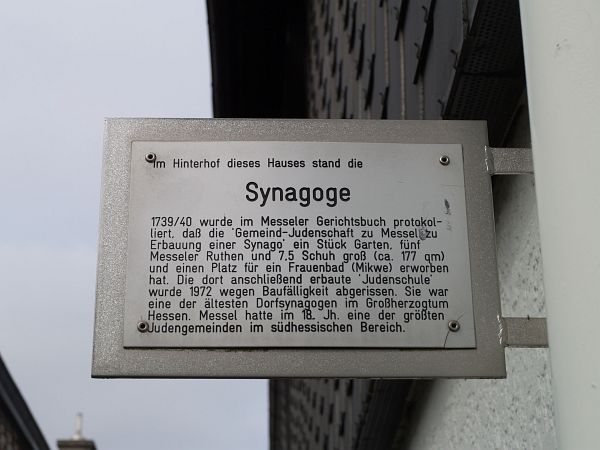 Im Hinterhof dieses Hauses stand die
Synagoge
1739/40 wurde im Messeler Gerichtsbuch protokol-
liert, daß die 'Gemeind-Judenschaft zu Messel zu
Erbauung einer Synago' ein Stück Garten, fünf
Messeler Ruthen und 7,5 Schuh groß (ca. 177 qm)
und einen Platz für ein Frauenbad (Mikwe) erworben
hat. Die dort anschließend erbaute 'Judenschule'
wurde 1972 wegen Baufälligkeit abgerissen. Sie war
eine der ältesten Dorfsynagogen im Großherzogtum
Hessen. Messel hatte im 18. Jh. eine der größten
Judengemeinden im südhessischen Bereich.